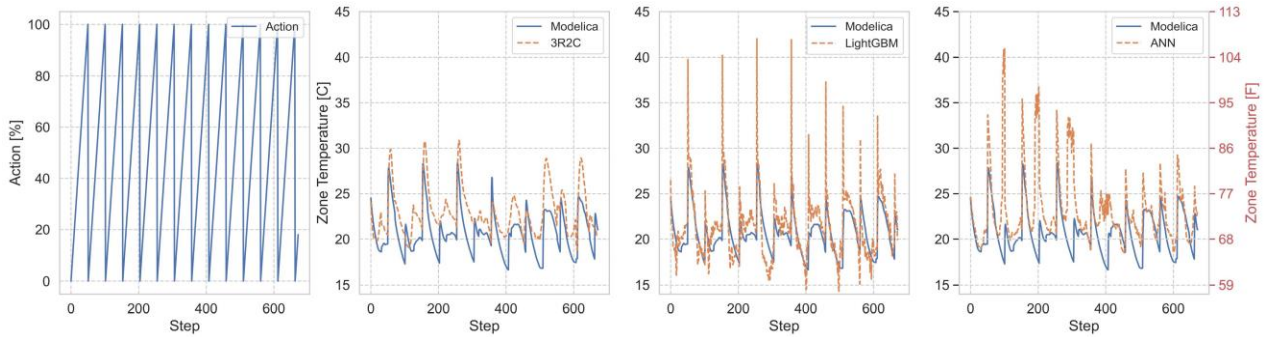 Action [%]
100
80
60
40
20
0
Action
0 200 400 600
Step
Zone Temperature [C]
45
40
35
30
25
20
15
Modelica
3R2C
0 200 400 600
Step
45
40
35
30
25
20
15
Modelica
LightGBM
0 200 400 600
Step
45
40
35
30
25
20
15
Modelica
ANN
0 200 400 600
Step
113
104
95
86
77
68
59
Zone Temperature [F]